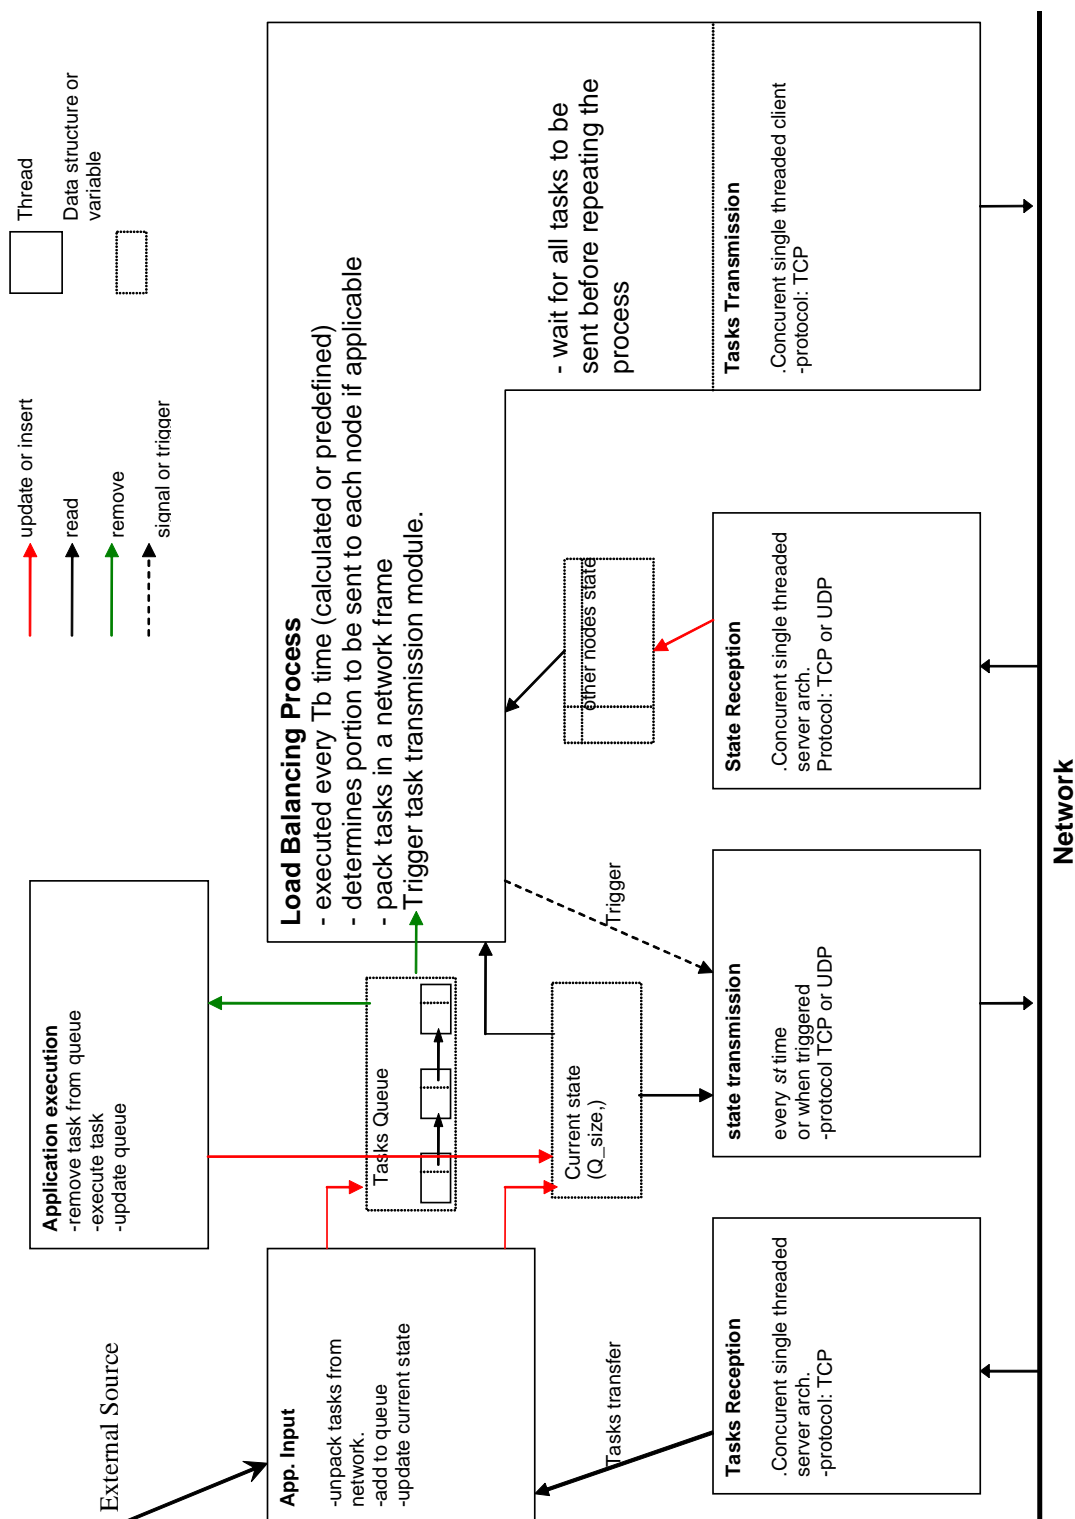 External Source
Application execution
-remove task from queue
-execute task
-update queue
update or insert
read
remove
signal or trigger
Thread
Data structure or
variable
App. Input
-unpack tasks from
network.
-add to queue
-update current state
Tasks Queue
Current state
(Q_size,)
Load Balancing Process
- executed every Tb time (calculated or predefined)
- determines portion to be sent to each node if applicable
- pack tasks in a network frame
Trigger task transmission module.
- wait for all tasks to be
sent before repeating the
process
other nodes state
Tasks transfer
Trigger
Tasks Reception
.Concurent single threaded
server arch.
-protocol: TCP
state transmission
every st time
or when triggered
-protocol TCP or UDP
State Reception
.Concurent single threaded
server arch.
Protocol: TCP or UDP
Tasks Transmission
.Concurent single threaded client
-protocol: TCP
Network